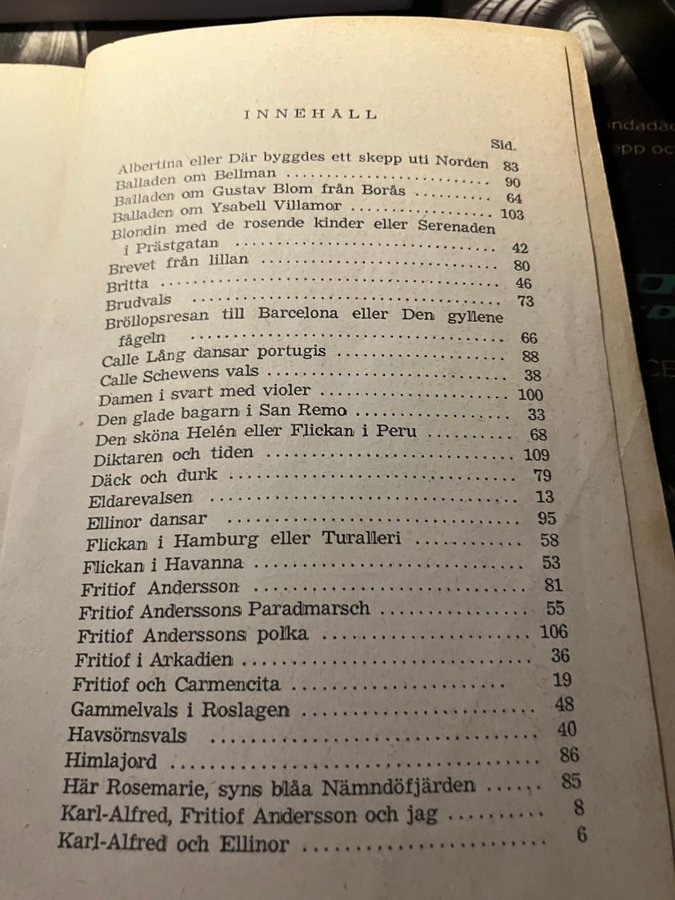 INNEHÅLL
Sid.
Albertina eller Där byggdes ett skepp uti Norden 83
Balladen om Bellman .......................... 90
Balladen om Gustav Blom från Borås .......... 64
Balladen om Ysabell Villamor .................. 103
Blondin med de rosende kinder eller Serenaden
i Prästgatan ................................ 42
Brevet från lillan .............................. 80
Britta .......................................... 46
Brudvals ...................................... 73
Bröllopsresan till Barcelona eller Den gyllene
fågeln .................................... 66
Calle Lång dansar portugis .................... 88
Calle Schewens vals ............................ 38
Damen i svart med violer ...................... 100
Den glade bagarn i San Remo .................. 33
Den sköna Helén eller Flickan i Peru .......... 68
Diktaren och tiden ............................ 109
Däck och durk ................................ 79
Eldarevalsen .................................. 13
Ellinor dansar ................................ 95
Flickan i Hamburg eller Turalleri ............ 58
Flickan i Havanna .............................. 53
Fritiof Andersson .............................. 81
Fritiof Anderssons Paradmarsch ................ 55
Fritiof Anderssons polka ...................... 106
Fritiof i Arkadien .............................. 36
Fritiof och Carmencita ........................ 19
Gammelvals i Roslagen ........................ 48
Havsörnsvals .................................. 40
Himlajord ...................................... 86
Här Rosemarie, syns blåa Nämndöfjärden ...... 85
Karl-Alfred, Fritiof Andersson och jag .......... 8
Karl-Alfred och Ellinor ........................ 6